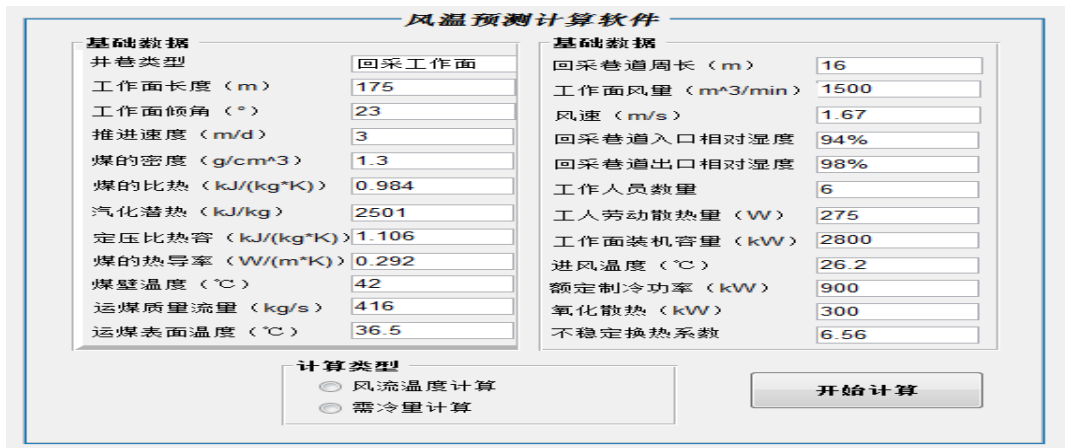 风温预测计算软件
基础数据
井巷类型 回采工作面
工作面长度（m） 175
工作面倾角（°） 23
推进速度（m/d） 3
煤的密度（g/cm^3） 1.3
煤的比热（kJ/(kg*K)） 0.984
汽化潜热（kJ/kg） 2501
定压比热容（kJ/(kg*K)） 1.106
煤的热导率（W/(m*K)） 0.292
煤壁温度（℃） 42
运煤质量流量（kg/s） 416
运煤表面温度（℃） 36.5
基础数据
回采巷道周长（m） 16
工作面风量（m^3/min） 1500
风速（m/s） 1.67
回采巷道入口相对湿度 94%
回采巷道出口相对湿度 98%
工作人员数量 6
工人劳动散热量（W） 275
工作面装机容量（kW） 2800
进风温度（℃） 26.2
额定制冷功率（kW） 900
氧化散热（kW） 300
不稳定换热系数 6.56
计算类型
风流温度计算
需冷量计算
开始计算